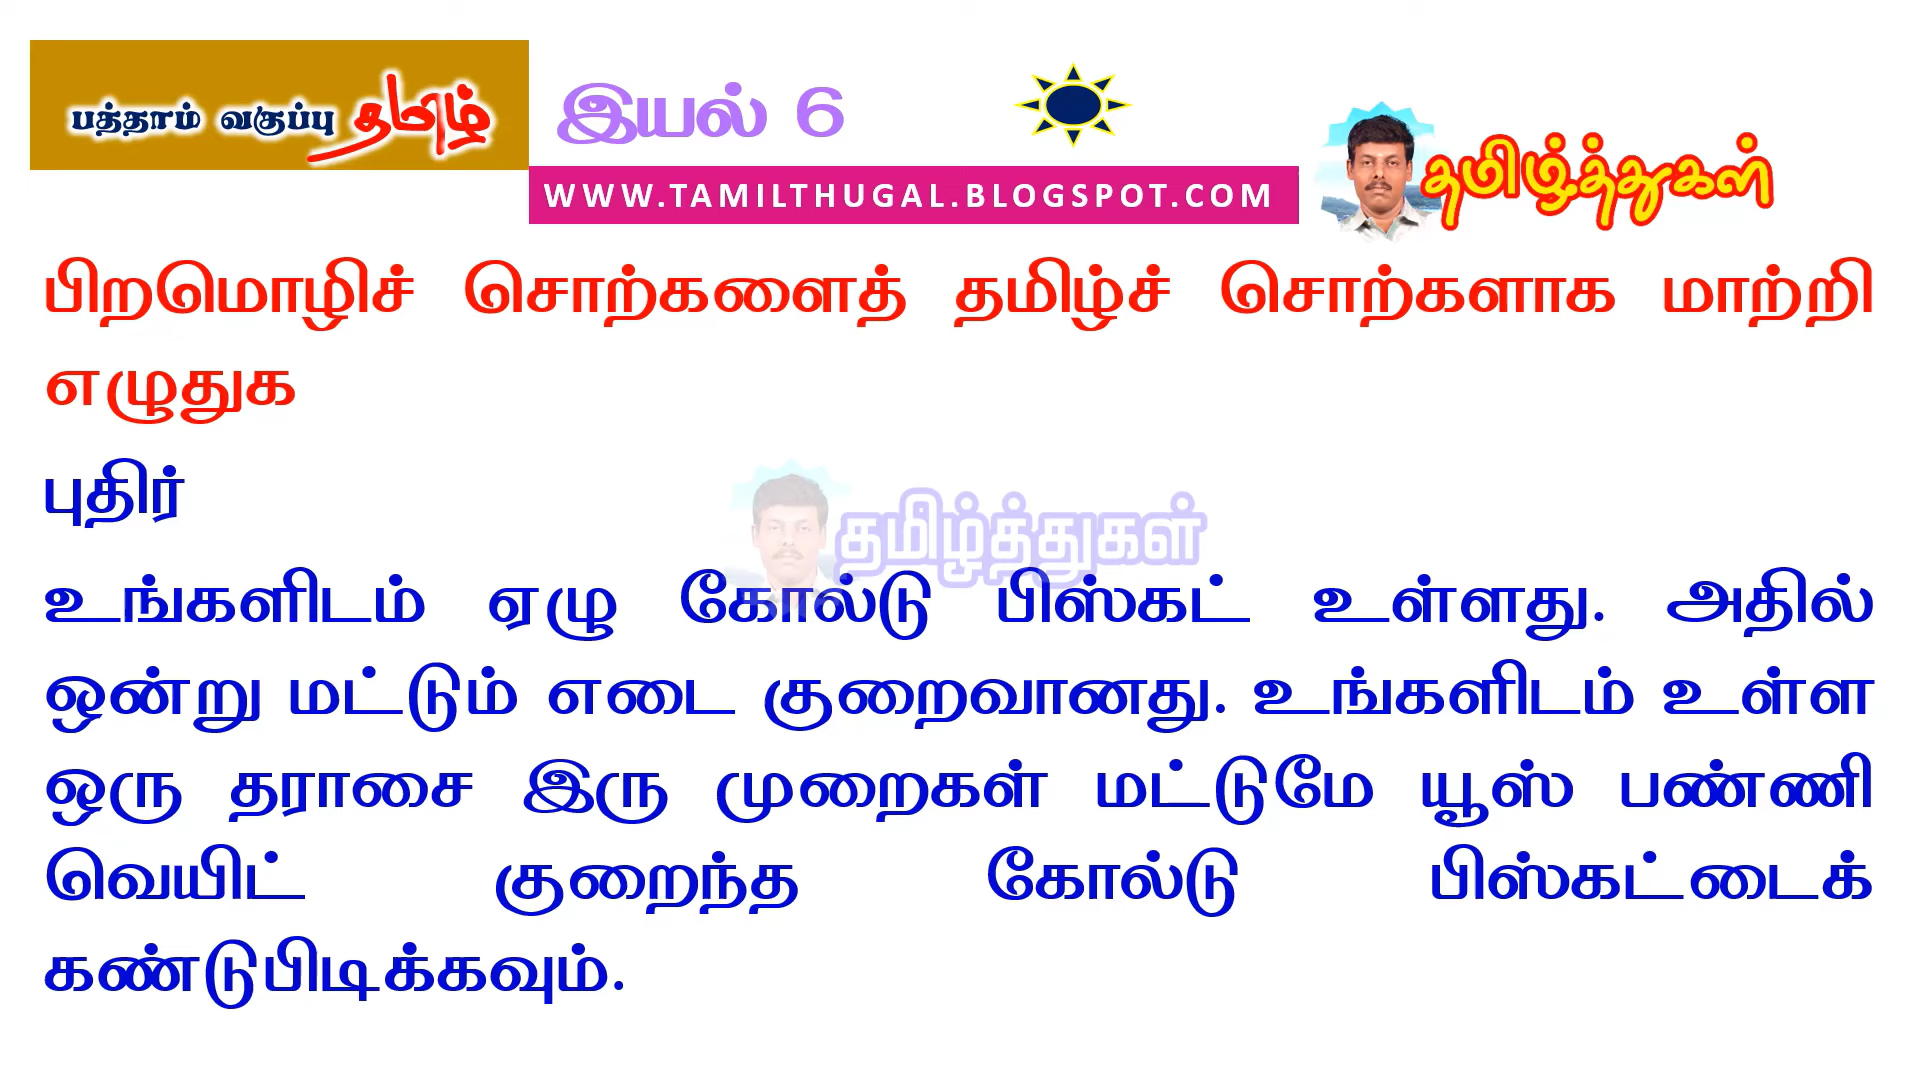 பத்தாம் வகுப்பு தமிழ்
இயல் 6
WWW.TAMILTHUGAL.BLOGSPOT.COM
தமிழ்த்துகள்
பிறமொழிச் சொற்களைத் தமிழ்ச் சொற்களாக மாற்றி
எழுதுக
புதிர்
தமிழ்த்துகள்
உங்களிடம் ஏழு கோல்டு பிஸ்கட் உள்ளது. அதில்
ஒன்று மட்டும் எடை குறைவானது. உங்களிடம் உள்ள
ஒரு தராசை இரு முறைகள் மட்டுமே யூஸ் பண்ணி
வெயிட் குறைந்த கோல்டு பிஸ்கட்டைக்
கண்டுபிடிக்கவும்.